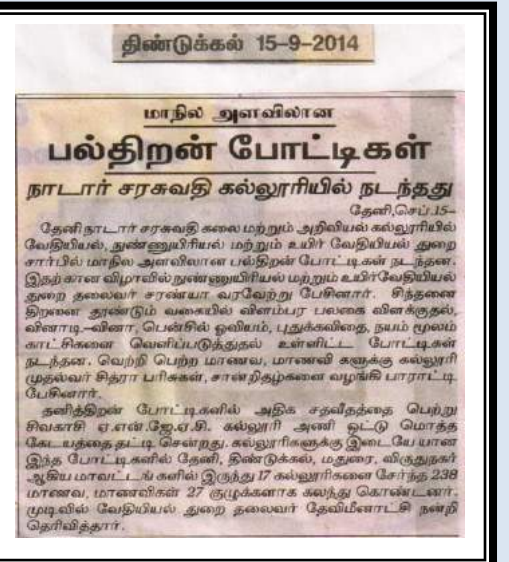 திண்டுக்கல் 15-9-2014
மாநில அளவிலான
பல்திறன் போட்டிகள்
நாடார் சரசுவதி கல்லூரியில் நடந்தது
தேனி,செப்.15-
தேனி நாடார் சரசுவதி கலை மற்றும் அறிவியல் கல்லூரியில்
வேதியியல், நுண்ணுயிரியல் மற்றும் உயிர் வேதியியல் துறை
சார்பில் மாநில அளவிலான பல்திறன் போட்டிகள் நடந்தன.
இதற்கான விழாவில் நுண்ணுயிரியல் மற்றும் உயிர்வேதியியல்
துறை தலைவர் சரண்யா வரவேற்று பேசினார். சிந்தனை
திறனை தூண்டும் வகையில் விளம்பர பலகை விளக்குதல்,
வினாடி-வினா, பென்சில் ஓவியம், புதுக்கவிதை, நயம் மூலம்
காட்சிகளை வெளிப்படுத்துதல் உள்ளிட்ட போட்டிகள்
நடந்தன. வெற்றி பெற்ற மாணவ, மாணவி களுக்கு கல்லூரி
முதல்வர் சித்ரா பரிசுகள், சான்றிதழ்களை வழங்கி பாராட்டி
பேசினார்.
தனித்திறன் போட்டிகளில் அதிக சதவீதத்தை பெற்று
சிவகாசி ஏ.என்.ஜே.ஏ.சி. கல்லூரி அணி ஒட்டு மொத்த
கேடயத்தை தட்டி சென்றது. கல்லூரிகளுக்கு இடையே யான
இந்த போட்டிகளில் தேனி, திண்டுக்கல், மதுரை, விருதுநகர்
ஆகிய மாவட்டங் களில் இருந்து 17 கல்லூரிகளை சேர்ந்த 238
மாணவ, மாணவிகள் 27 குழுக்களாக கலந்து கொண்டனர்.
முடிவில் வேதியியல் துறை தலைவர் தேவிமீனாட்சி நன்றி
தெரிவித்தார்.